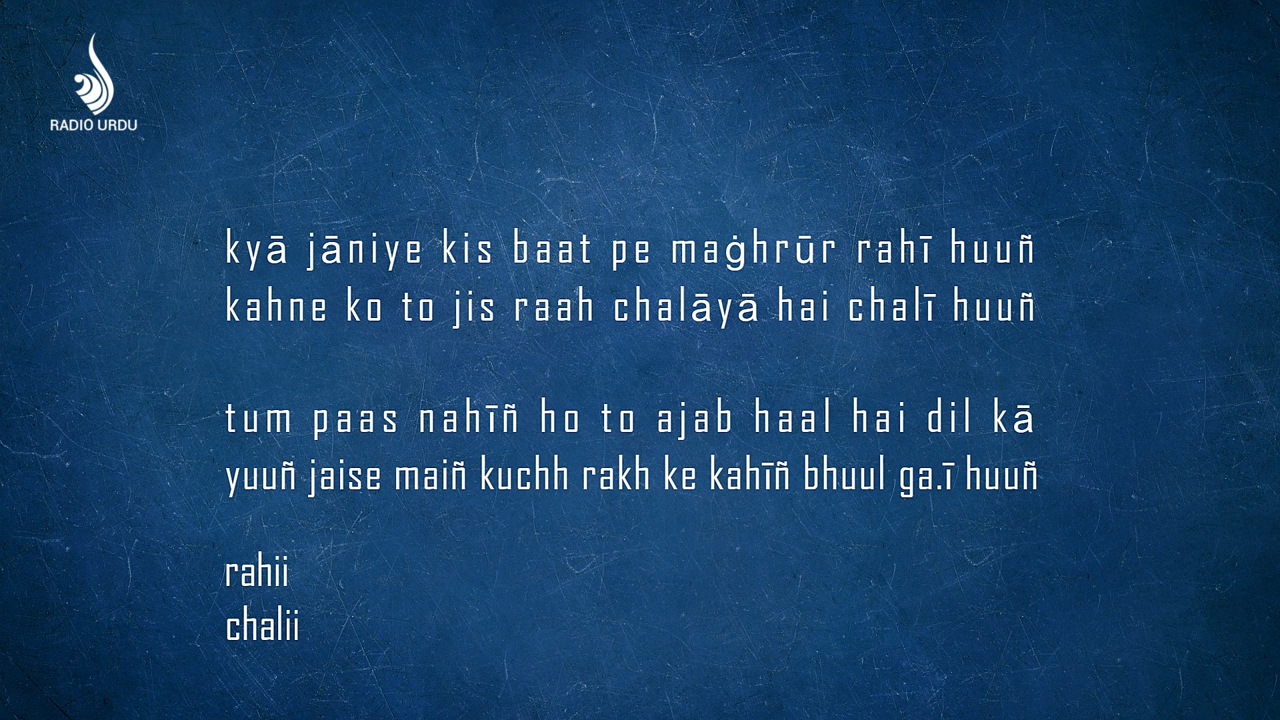 RADIO URDU
kyā jāniye kis baat pe maġhrūr rahī huuñ
kahne ko to jis raah chalāyā hai chalī huuñ
tum paas nahīñ ho to ajab haal hai dil kā
yuuñ jaise maiñ kuchh rakh ke kahīñ bhuul ga.ī huuñ
rahii
chalii